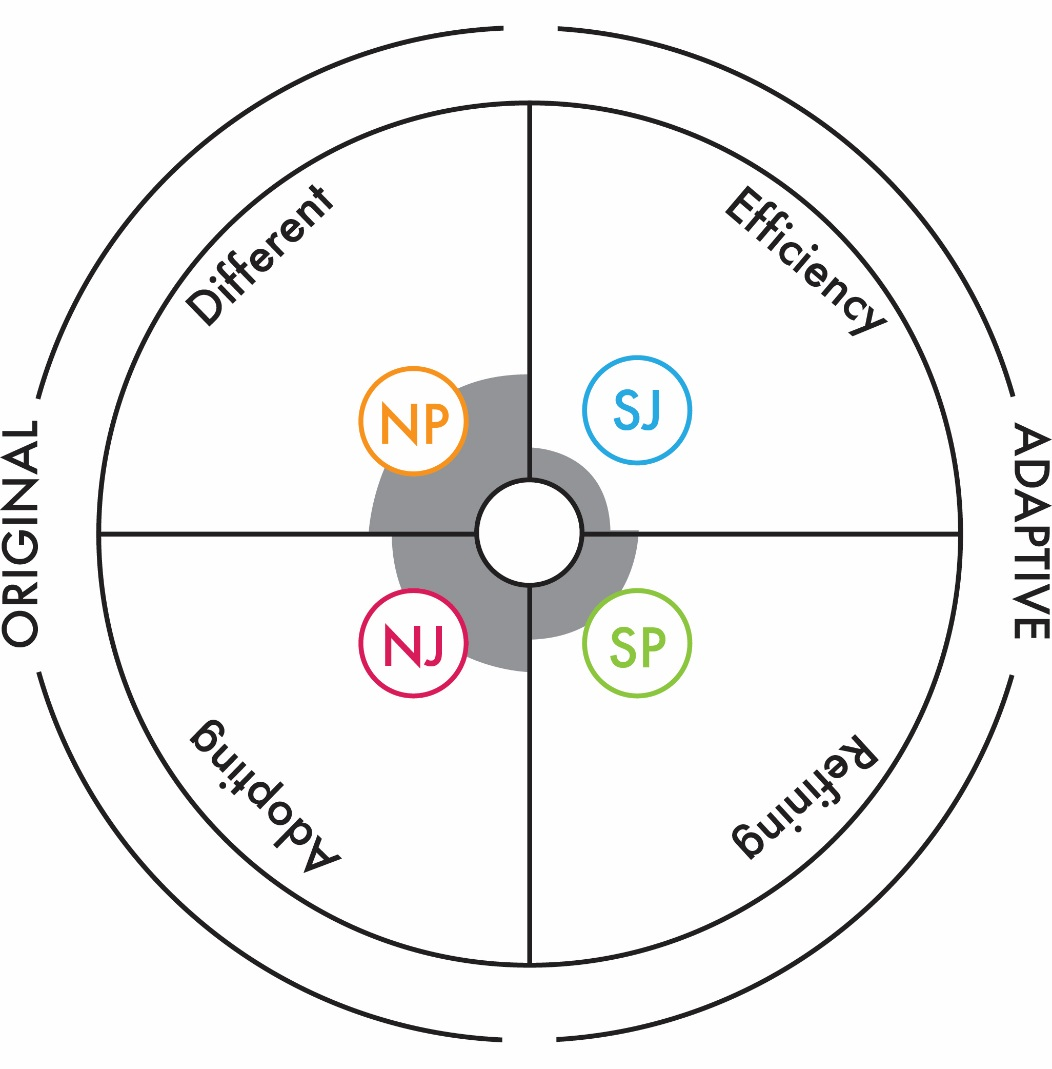 Different
Efficiency
NP
SJ
ORIGINAL
ADAPTIVE
NJ
SP
Adopting
Refining